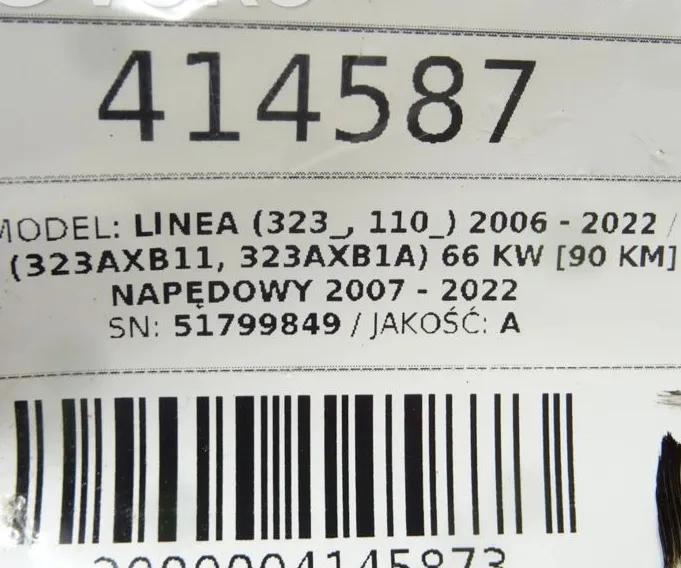 414587
MODEL: LINEA (323_, 110_) 2006 - 2022 /
(323AXB11, 323AXB1A) 66 KW [90 KM]
NAPĘDOWY 2007 - 2022
SN: 51799849 / JAKOŚĆ: A
2000004145873